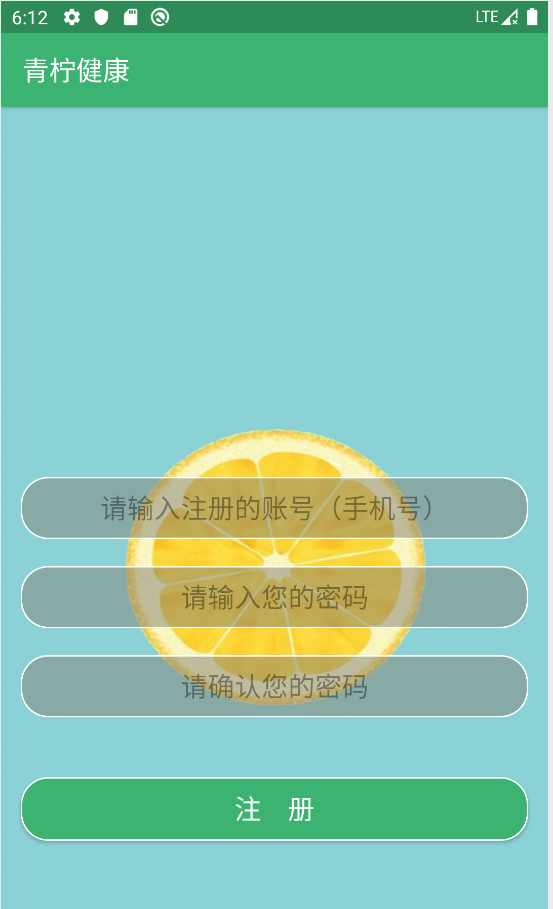 6:12 LTE
青柠健康
请输入注册的账号（手机号）
请输入您的密码
请确认您的密码
注 册